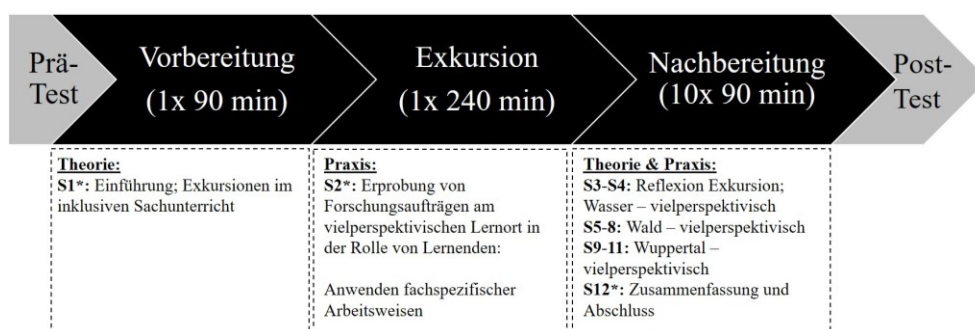 Prä-
Test
Vorbereitung
(1x 90 min)
Exkursion
(1x 240 min)
Nachbereitung
(10x 90 min)
Post-
Test
Theorie:
S1*: Einführung; Exkursionen im
inklusiven Sachunterricht
Praxis:
S2*: Erprobung von
Forschungsaufträgen am
vielperspektivischen Lernort in
der Rolle von Lernenden:
Anwenden fachspezifischer
Arbeitsweisen
Theorie & Praxis:
S3-S4: Reflexion Exkursion;
Wasser – vielperspektivisch
S5-8: Wald – vielperspektivisch
S9-11: Wuppertal –
vielperspektivisch
S12*: Zusammenfassung und
Abschluss